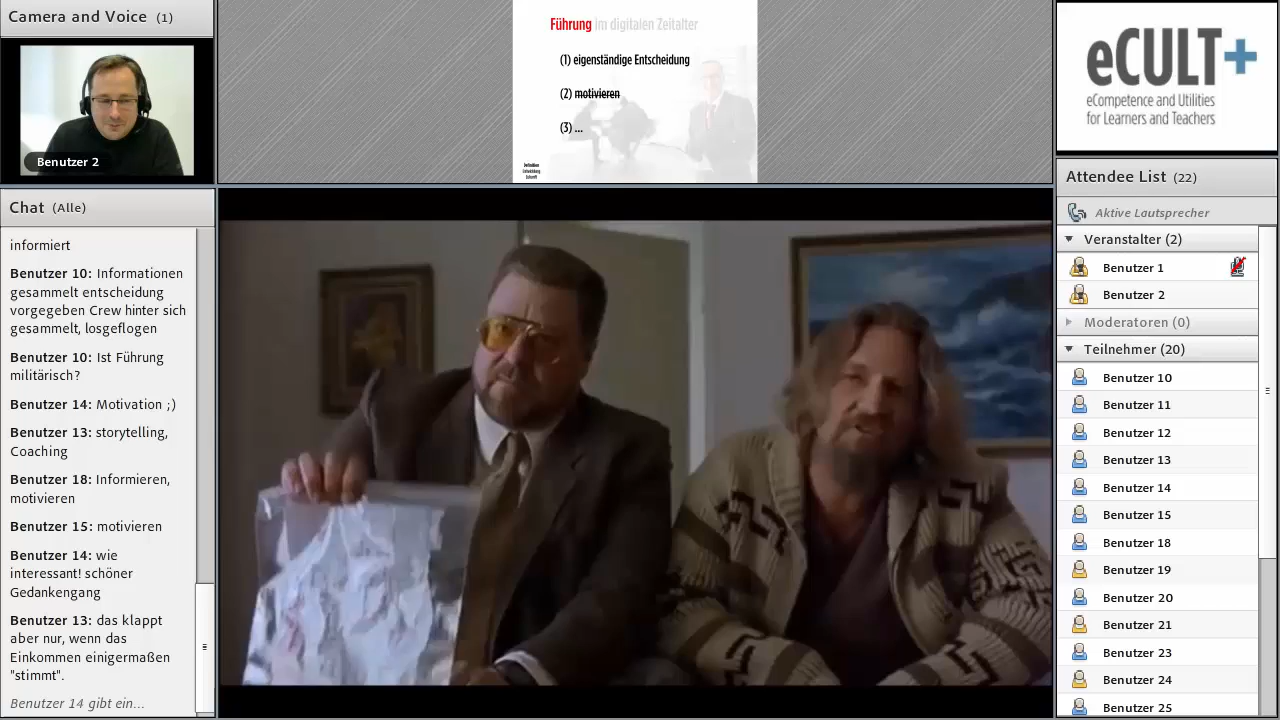 Camera and Voice (1)
Benutzer 2
Führung im digitalen Zeitalter
(1) eigenständige Entscheidung
(2) motivieren
(3) ...
Definition
Entwicklung
Zukunft
eCULT+
eCompetence and Utilities
for Learners and Teachers
Chat (Alle)
informiert
Benutzer 10: Informationen
gesammelt entscheidung
vorgegeben Crew hinter sich
gesammelt, losgeflogen
Benutzer 10: Ist Führung
militärisch?
Benutzer 14: Motivation ;)
Benutzer 13: storytelling,
Coaching
Benutzer 18: Informieren,
motivieren
Benutzer 15: motivieren
Benutzer 14: wie
interessant! schöner
Gedankengang
Benutzer 13: das klappt
aber nur, wenn das
Einkommen einigermaßen
"stimmt".
Benutzer 14 gibt ein...
Attendee List (22)
Aktive Lautsprecher
Veranstalter (2)
Benutzer 1
Benutzer 2
Moderatoren (0)
Teilnehmer (20)
Benutzer 10
Benutzer 11
Benutzer 12
Benutzer 13
Benutzer 14
Benutzer 15
Benutzer 18
Benutzer 19
Benutzer 20
Benutzer 21
Benutzer 23
Benutzer 24
Benutzer 25